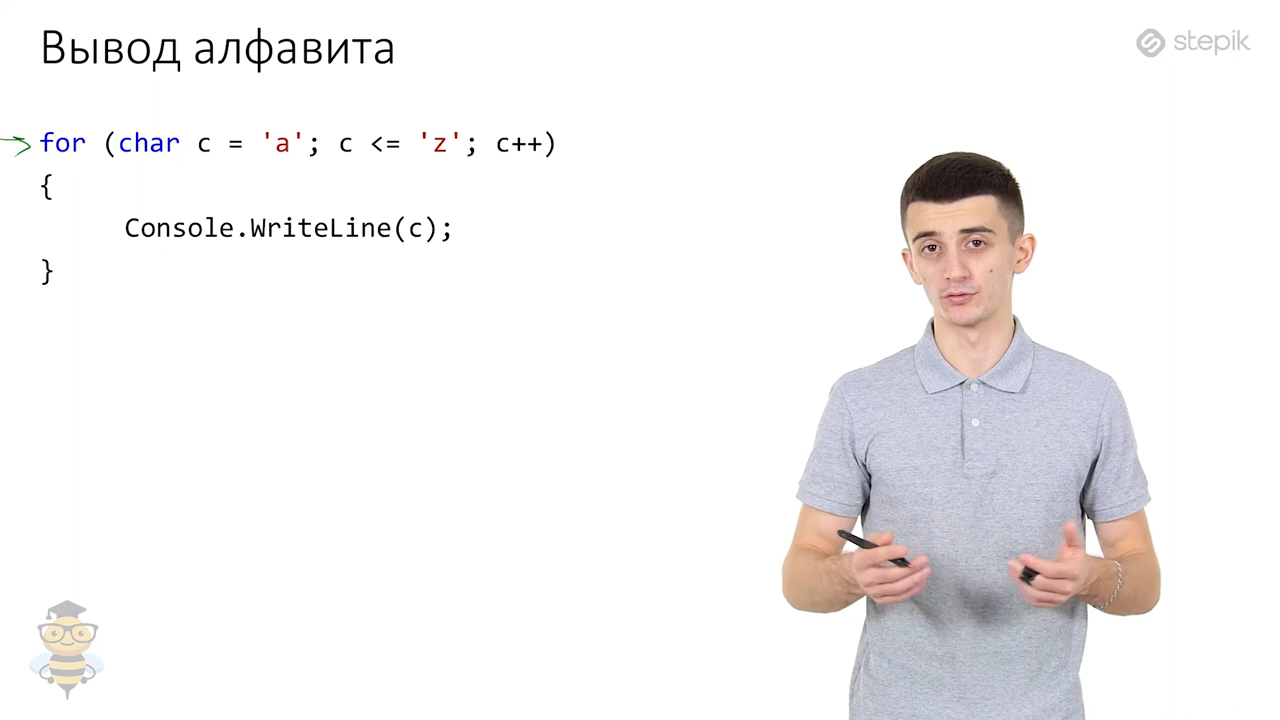 Вывод алфавита
stepik
for (char c = 'a'; c <= 'z'; c++)
{
Console.WriteLine(c);
}